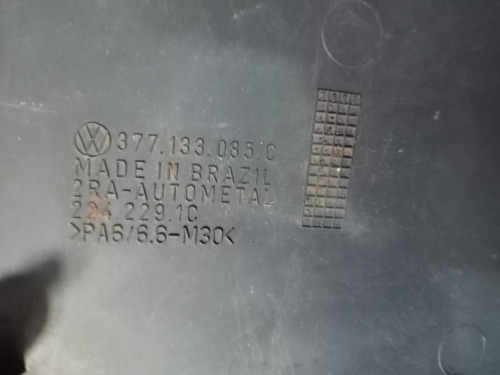 377.133.085.C
MADE IN BRAZIL
2RA-AUTOMETAL
224.229.1C
>PA6/6.6-M30<